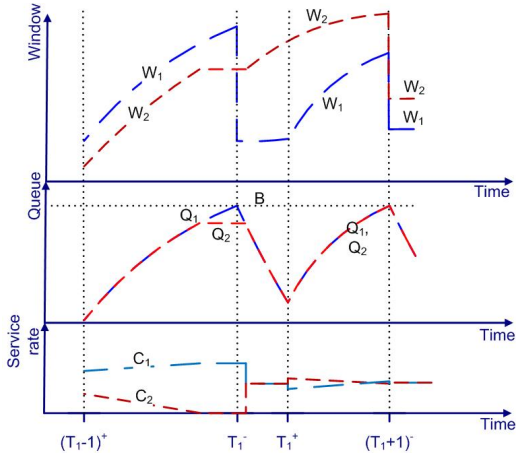 Window
W₁
W₂
W₂
W₁
W₂
W₁
Time
Queue
B
Q₁
Q₂
Q₁,
Q₂
Time
Service
rate
C₁
C₂
Time
(T₁-1)⁺
T₁⁻
T₁⁺
(T₁+1)⁻